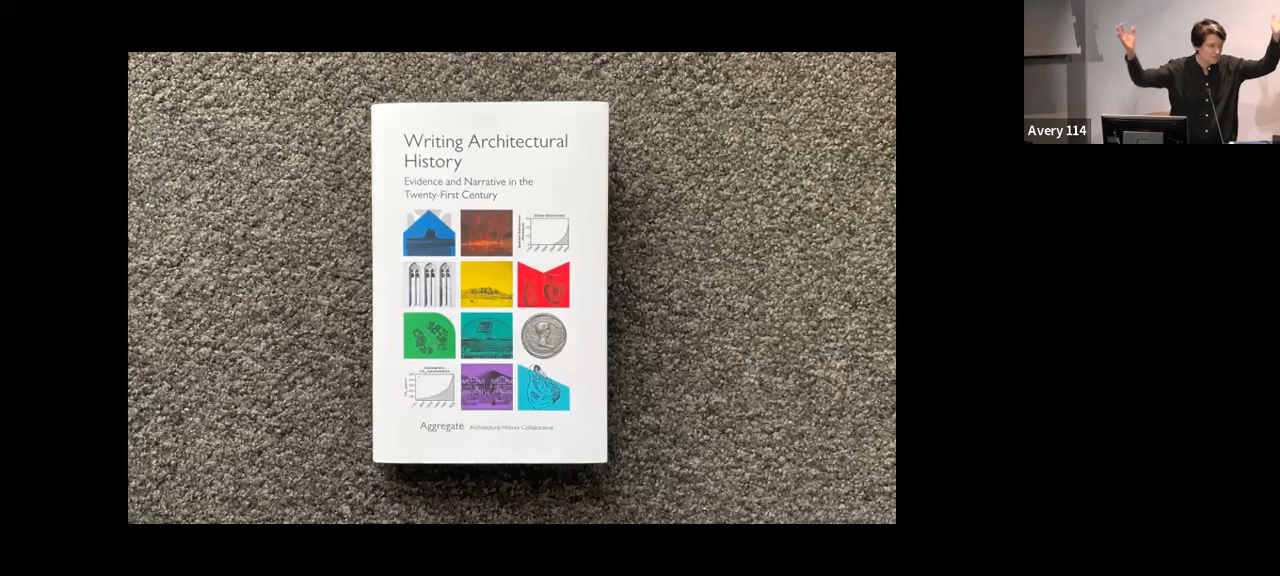 Writing Architectural
History
Evidence and Narrative in the
Twenty-First Century
Aggregate Architectural History Collaborative
Avery 114